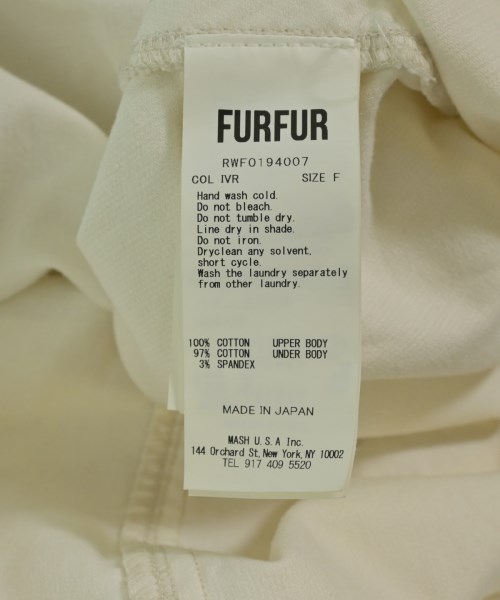 FURFUR
RWFO194007
COL IVR SIZE F
Hand wash cold.
Do not bleach.
Do not tumble dry.
Line dry in shade.
Do not iron.
Dryclean any solvent,
short cycle.
Wash the laundry separately
from other laundry.
100% COTTON UPPER BODY
97% COTTON UNDER BODY
3% SPANDEX
MADE IN JAPAN
MASH U.S.A Inc.
144 Orchard St, New York, NY 10002
TEL 917 409 5520